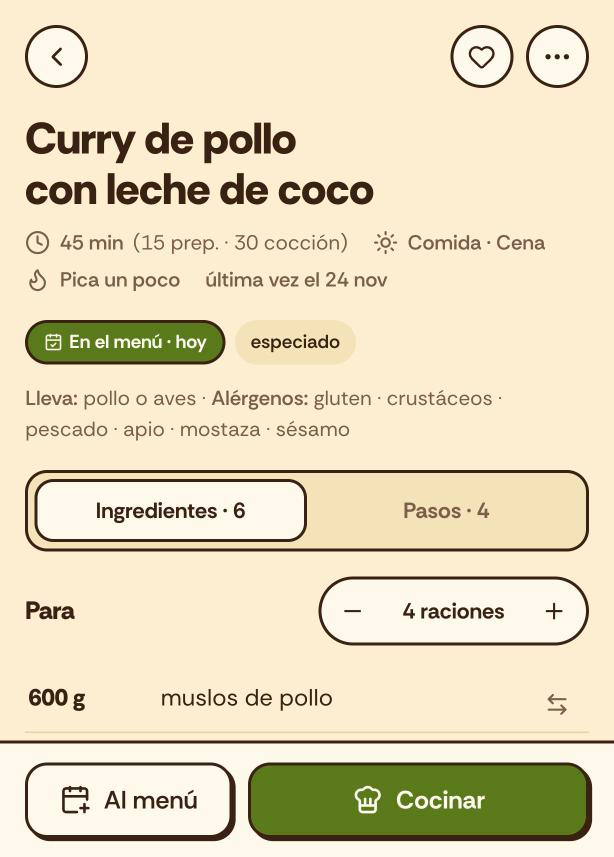 Curry de pollo
con leche de coco
45 min (15 prep. · 30 cocción) Comida · Cena
Pica un poco última vez el 24 nov
En el menú · hoy especiado
Lleva: pollo o aves · Alérgenos: gluten · crustáceos ·
pescado · apio · mostaza · sésamo
Ingredientes · 6 Pasos · 4
Para − 4 raciones +
600 g muslos de pollo
Al menú Cocinar